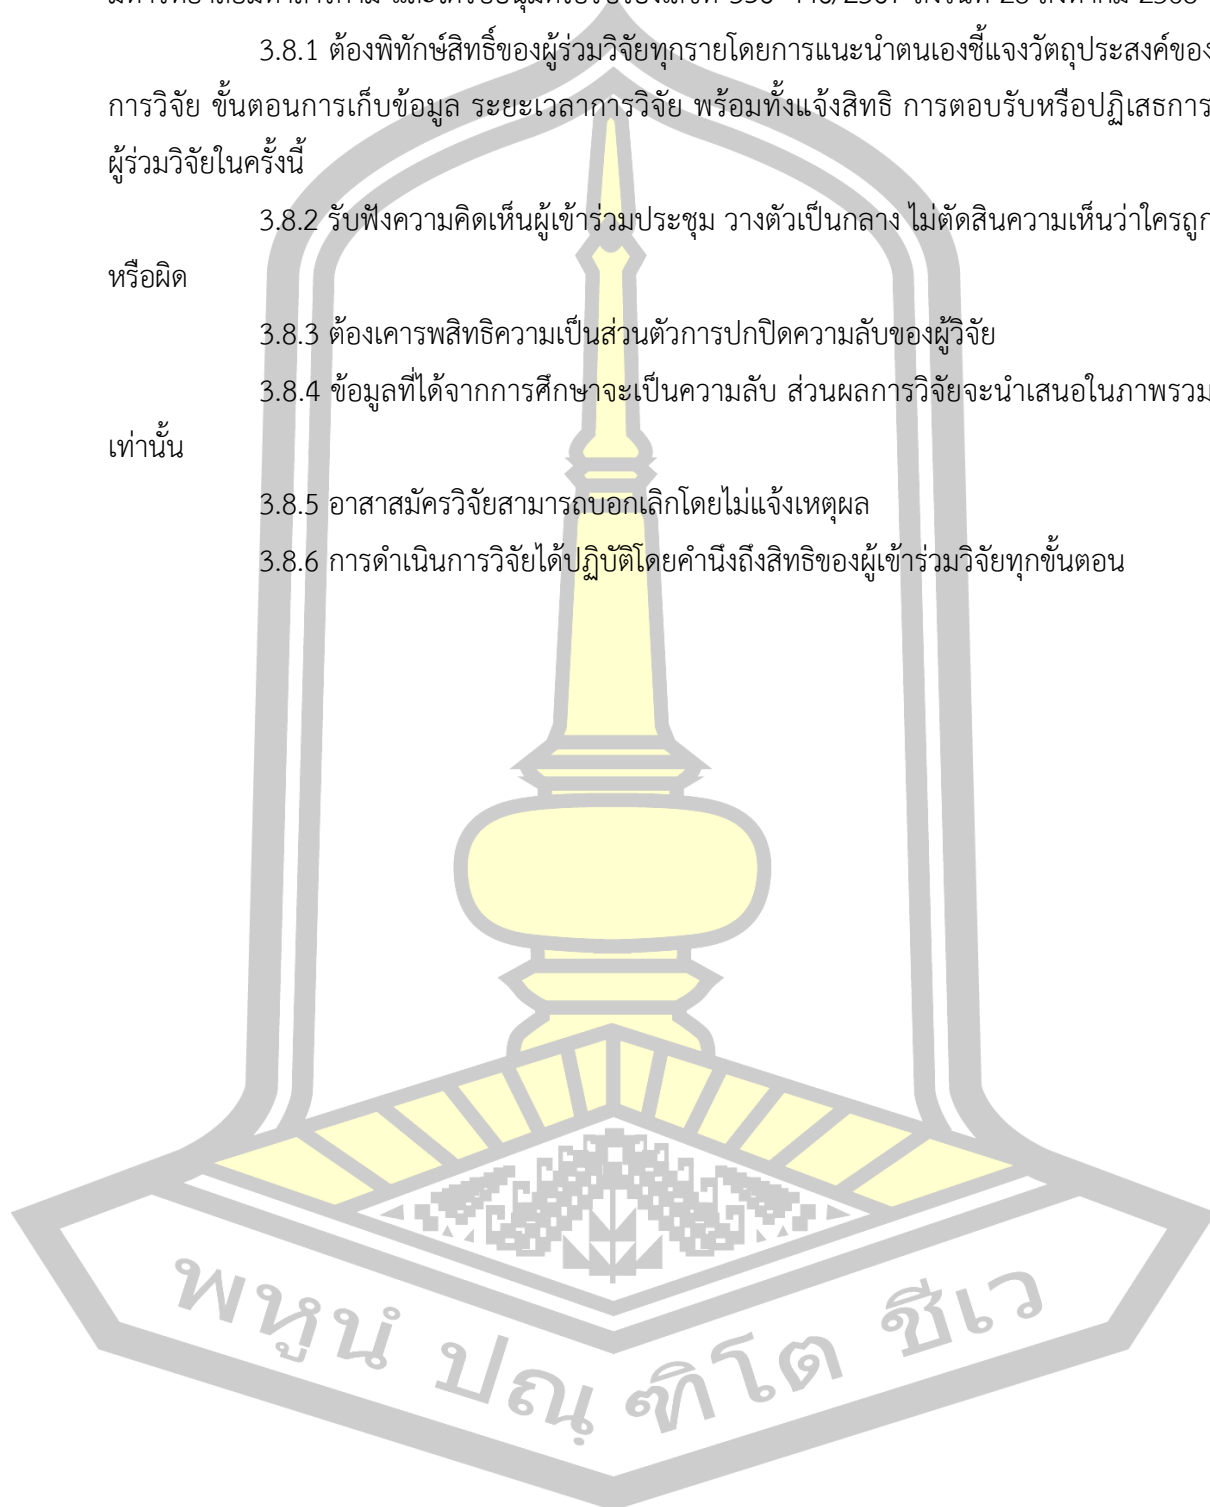 3.8.1 ต้องพิทักษ์สิทธิ์ของผู้ร่วมวิจัยทุกรายโดยการแนะนำตนเองชี้แจงวัตถุประสงค์ของ
การวิจัย ขั้นตอนการเก็บข้อมูล ระยะเวลาการวิจัย พร้อมทั้งแจ้งสิทธิ การตอบรับหรือปฏิเสธการ
ผู้ร่วมวิจัยในครั้งนี้
3.8.2 รับฟังความคิดเห็นผู้เข้าร่วมประชุม วางตัวเป็นกลาง ไม่ตัดสินความเห็นว่าใครถูก
หรือผิด
3.8.3 ต้องเคารพสิทธิความเป็นส่วนตัวการปกปิดความลับของผู้วิจัย
3.8.4 ข้อมูลที่ได้จากการศึกษาจะเป็นความลับ ส่วนผลการวิจัยจะนำเสนอในภาพรวม
เท่านั้น
3.8.5 อาสาสมัครวิจัยสามารถบอกเลิกโดยไม่แจ้งเหตุผล
3.8.6 การดำเนินการวิจัยได้ปฏิบัติโดยคำนึงถึงสิทธิของผู้เข้าร่วมวิจัยทุกขั้นตอน
พหูนํ ปณฺฑิโต ชีเว